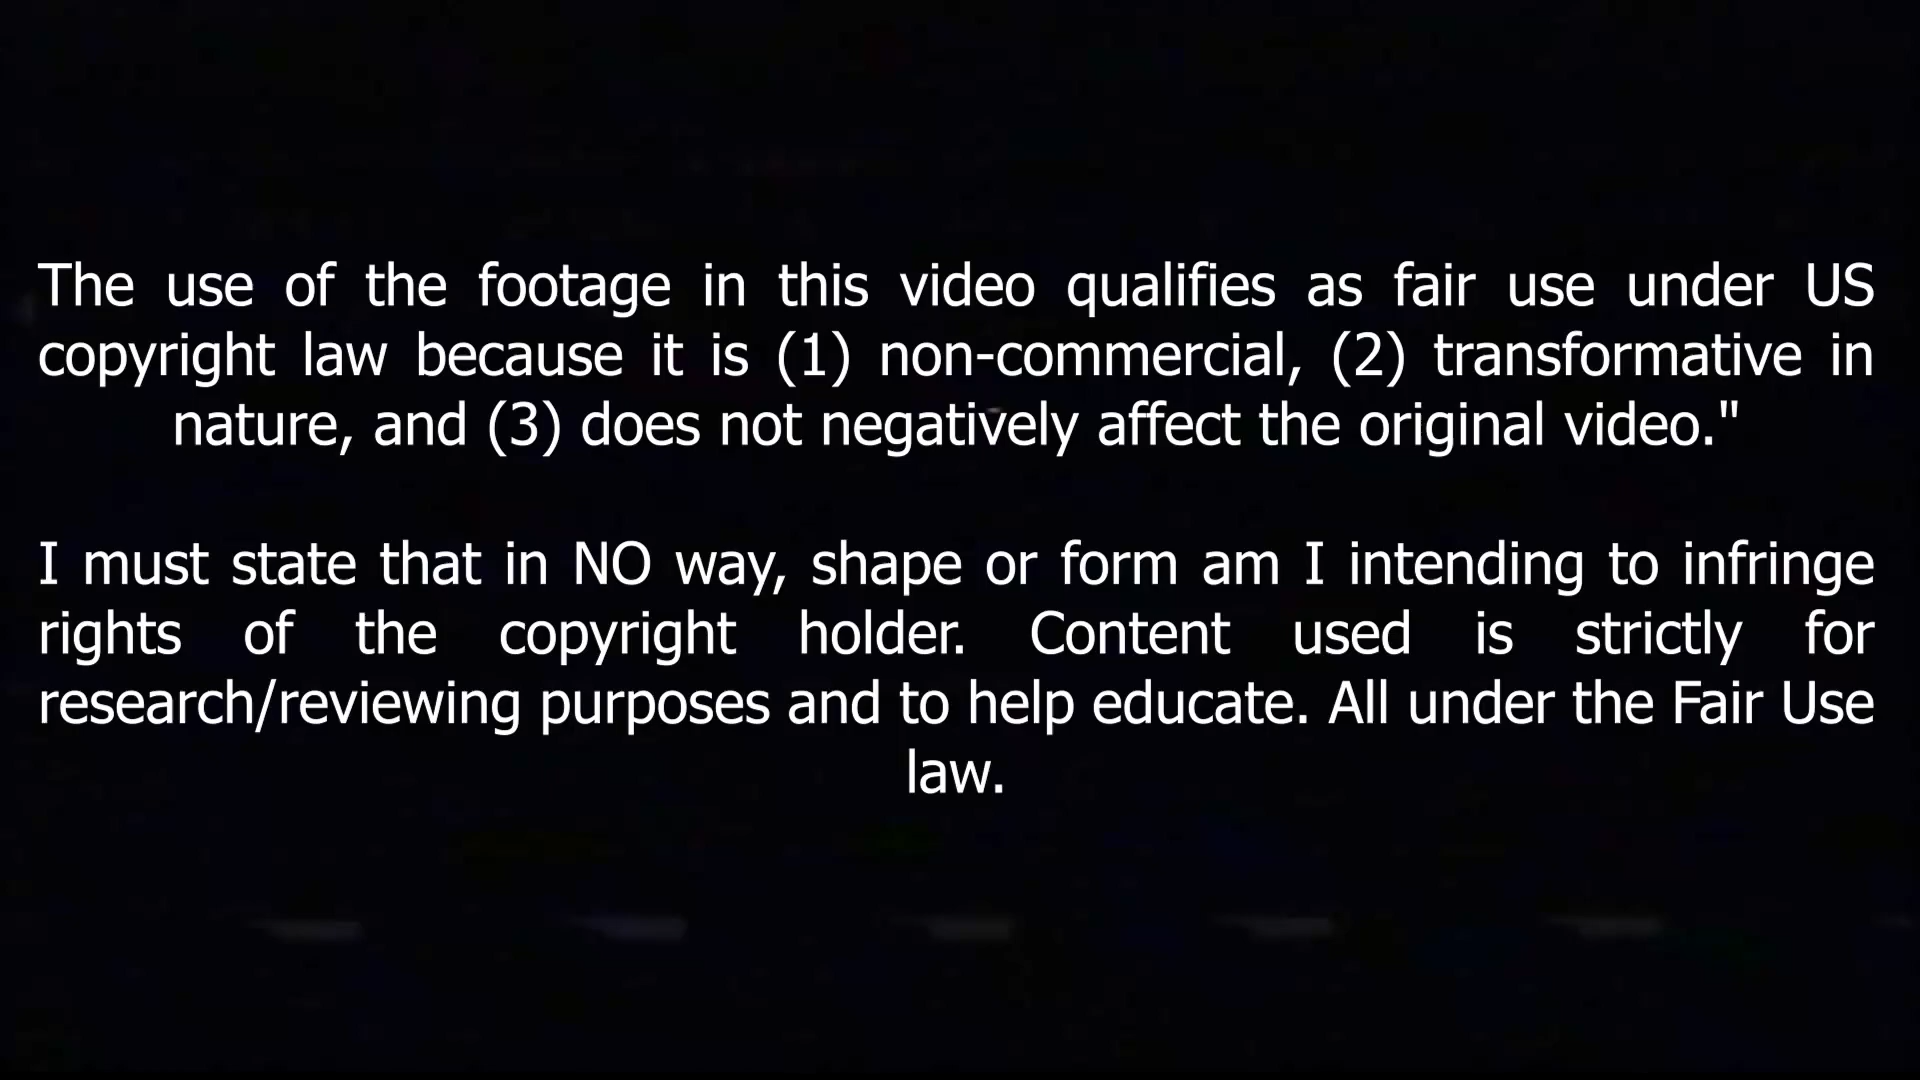 The use of the footage in this video qualifies as fair use under US
copyright law because it is (1) non-commercial, (2) transformative in
nature, and (3) does not negatively affect the original video."
I must state that in NO way, shape or form am I intending to infringe
rights of the copyright holder. Content used is strictly for
research/reviewing purposes and to help educate. All under the Fair Use
law.